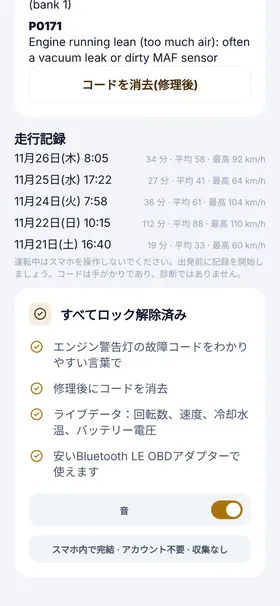 (bank 1)
P0171
Engine running lean (too much air): often
a vacuum leak or dirty MAF sensor
コードを消去(修理後)
走行記録
11月26日(木) 8:05 34 分 · 平均 58 · 最高 92 km/h
11月25日(水) 17:22 27 分 · 平均 41 · 最高 64 km/h
11月24日(火) 7:58 36 分 · 平均 61 · 最高 104 km/h
11月22日(日) 10:15 112 分 · 平均 88 · 最高 110 km/h
11月21日(土) 16:40 19 分 · 平均 33 · 最高 60 km/h
運転中はスマホを操作しないでください。出発前に記録を開始し
ましょう。コードは手がかりであり、診断ではありません。
すべてロック解除済み
エンジン警告灯の故障コードをわかり
やすい言葉で
修理後にコードを消去
ライブデータ：回転数、速度、冷却水
温、バッテリー電圧
安いBluetooth LE OBDアダプターで
使えます
音
スマホ内で完結 · アカウント不要 · 収集なし